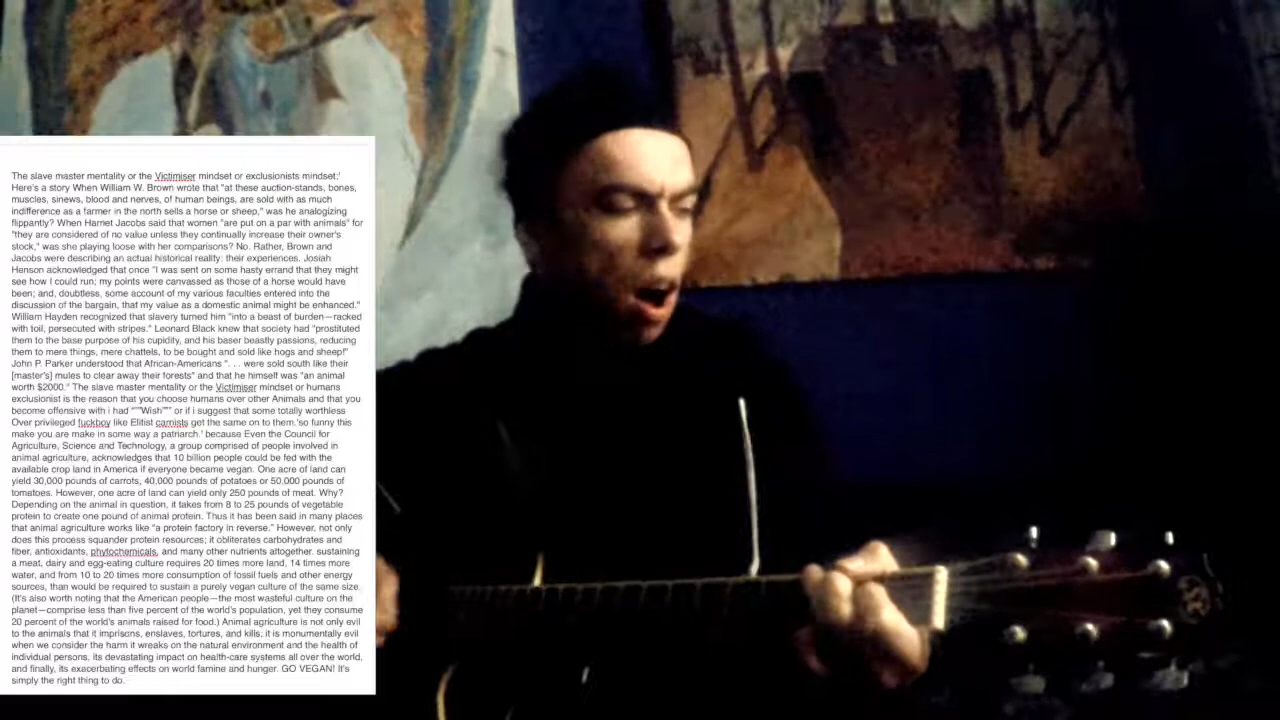 The slave master mentality or the Victimiser mindset or exclusionists mindset;'
Here's a story When William W. Brown wrote that "at these auction-stands, bones,
muscles, sinews, blood and nerves, of human beings, are sold with as much
indifference as a farmer in the north sells a horse or sheep," was he analogizing
flippantly? When Harriet Jacobs said that women "are put on a par with animals" for
"they are considered of no value unless they continually increase their owner's
stock," was she playing loose with her comparisons? No. Rather, Brown and
Jacobs were describing an actual historical reality: their experiences. Josiah
Henson acknowledged that once "I was sent on some hasty errand that they might
see how I could run; my points were canvassed as those of a horse would have
been; and, doubtless, some account of my various faculties entered into the
discussion of the bargain, that my value as a domestic animal might be enhanced."
William Hayden recognized that slavery turned him "into a beast of burden—racked
with toil, persecuted with stripes." Leonard Black knew that society had "prostituted
them to the base purpose of his cupidity, and his baser beastly passions, reducing
them to mere things, mere chattels, to be bought and sold like hogs and sheep!"
John P. Parker understood that African-Americans ". . . were sold south like their
[master's] mules to clear away their forests" and that he himself was "an animal
worth $2000." The slave master mentality or the Victimiser mindset or humans
exclusionist is the reason that you choose humans over other Animals and that you
become offensive with i had """Wish""" or if i suggest that some totally worthless
Over privileged fuckboy like Elitist carnists get the same on to them.'so funny this
make you are make in some way a patriarch.' because Even the Council for
Agriculture, Science and Technology, a group comprised of people involved in
animal agriculture, acknowledges that 10 billion people could be fed with the
available crop land in America if everyone became vegan. One acre of land can
yield 30,000 pounds of carrots, 40,000 pounds of potatoes or 50,000 pounds of
tomatoes. However, one acre of land can yield only 250 pounds of meat. Why?
Depending on the animal in question, it takes from 8 to 25 pounds of vegetable
protein to create one pound of animal protein. Thus it has been said in many places
that animal agriculture works like "a protein factory in reverse." However, not only
does this process squander protein resources; it obliterates carbohydrates and
fiber, antioxidants, phytochemicals, and many other nutrients altogether. sustaining
a meat, dairy and egg-eating culture requires 20 times more land, 14 times more
water, and from 10 to 20 times more consumption of fossil fuels and other energy
sources, than would be required to sustain a purely vegan culture of the same size.
(It's also worth noting that the American people—the most wasteful culture on the
planet—comprise less than five percent of the world's population, yet they consume
20 percent of the world's animals raised for food.) Animal agriculture is not only evil
to the animals that it imprisons, enslaves, tortures, and kills; it is monumentally evil
when we consider the harm it wreaks on the natural environment and the health of
individual persons, its devastating impact on health-care systems all over the world,
and finally, its exacerbating effects on world famine and hunger. GO VEGAN! It's
simply the right thing to do.